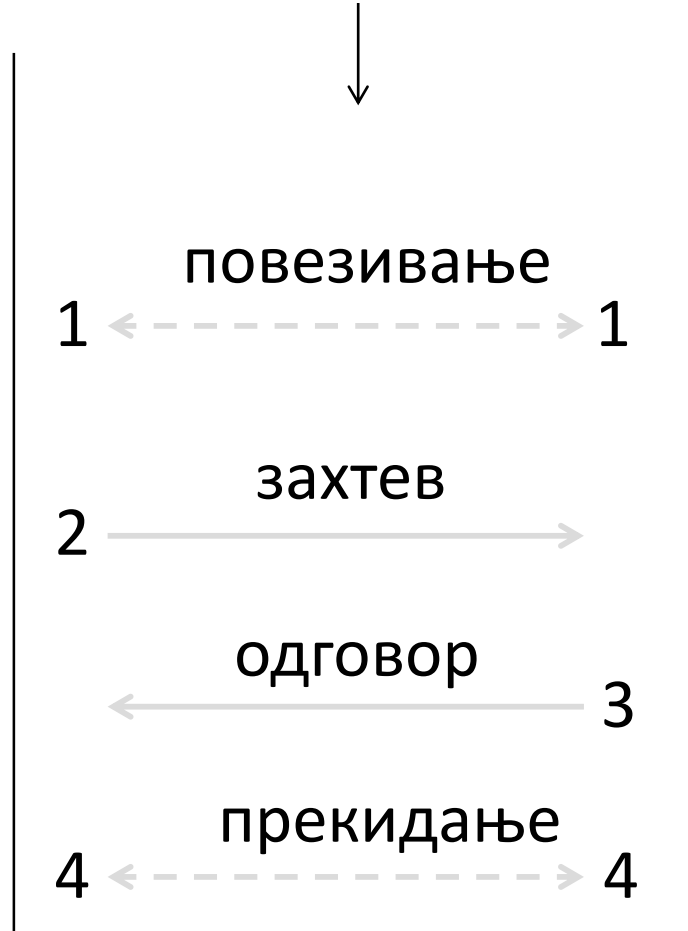 повезивање
1 1
захтев
2
одговор
3
прекидање
4 4